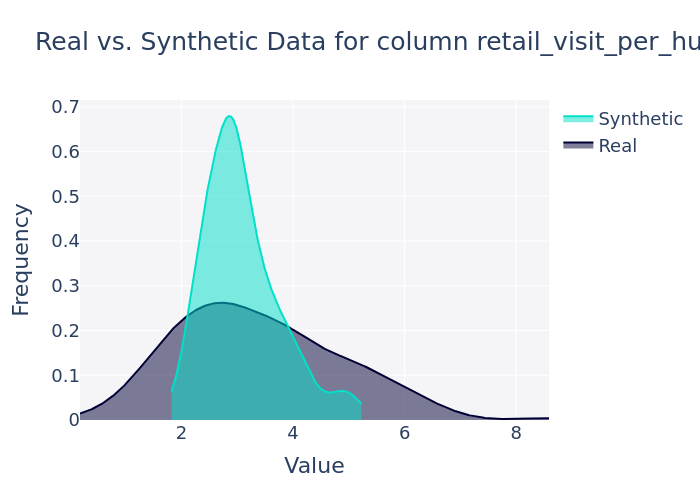 Real vs. Synthetic Data for column retail_visit_per_hu
Synthetic
Real
Frequency
0.7
0.6
0.5
0.4
0.3
0.2
0.1
0
2
4
6
8
Value